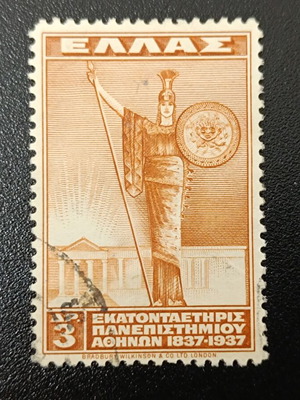 ΕΛΛΑΣ
3
ΕΚΑΤΟΝΤΑΕΤΗΡΙΣ
ΠΑΝΕΠΙΣΤΗΜΙΟΥ
ΑΘΗΝΩΝ 1837-1937
BRADBURY, WILKINSON & CO LTD LONDON